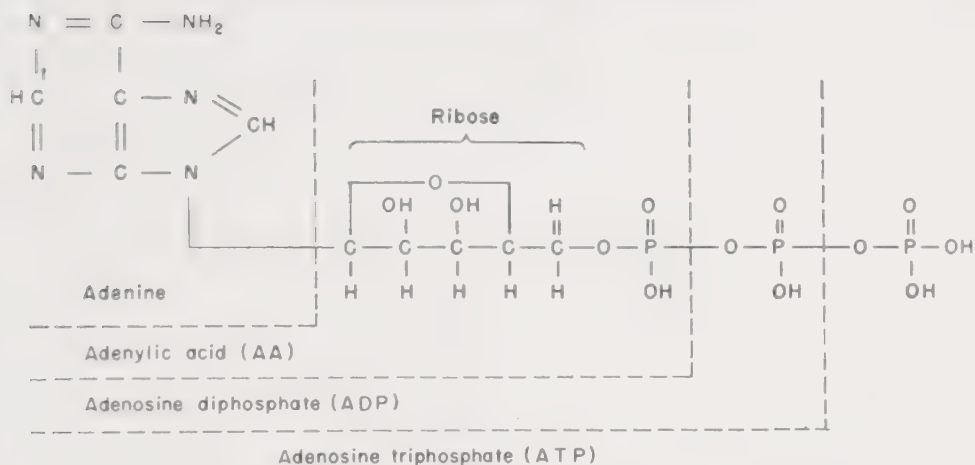 N = C — NH2
HC C — N
CH
N — C — N
Ribose
O
OH OH H O O O
C — C — C — C — C — O — P — O — P — O — P — OH
H H H H H OH OH OH
Adenine
Adenylic acid (AA)
Adenosine diphosphate (ADP)
Adenosine triphosphate (ATP)